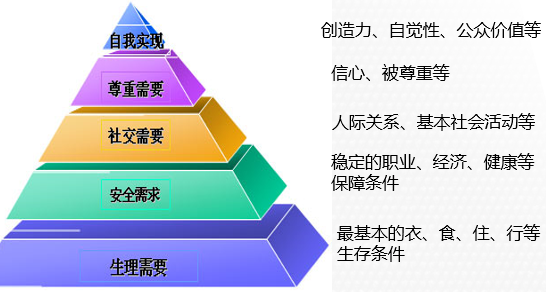 自我实现
创造力、自觉性、公众价值等
尊重需要
信心、被尊重等
社交需要
人际关系、基本社会活动等
安全需求
稳定的职业、经济、健康等
保障条件
生理需要
最基本的衣、食、住、行等
生存条件